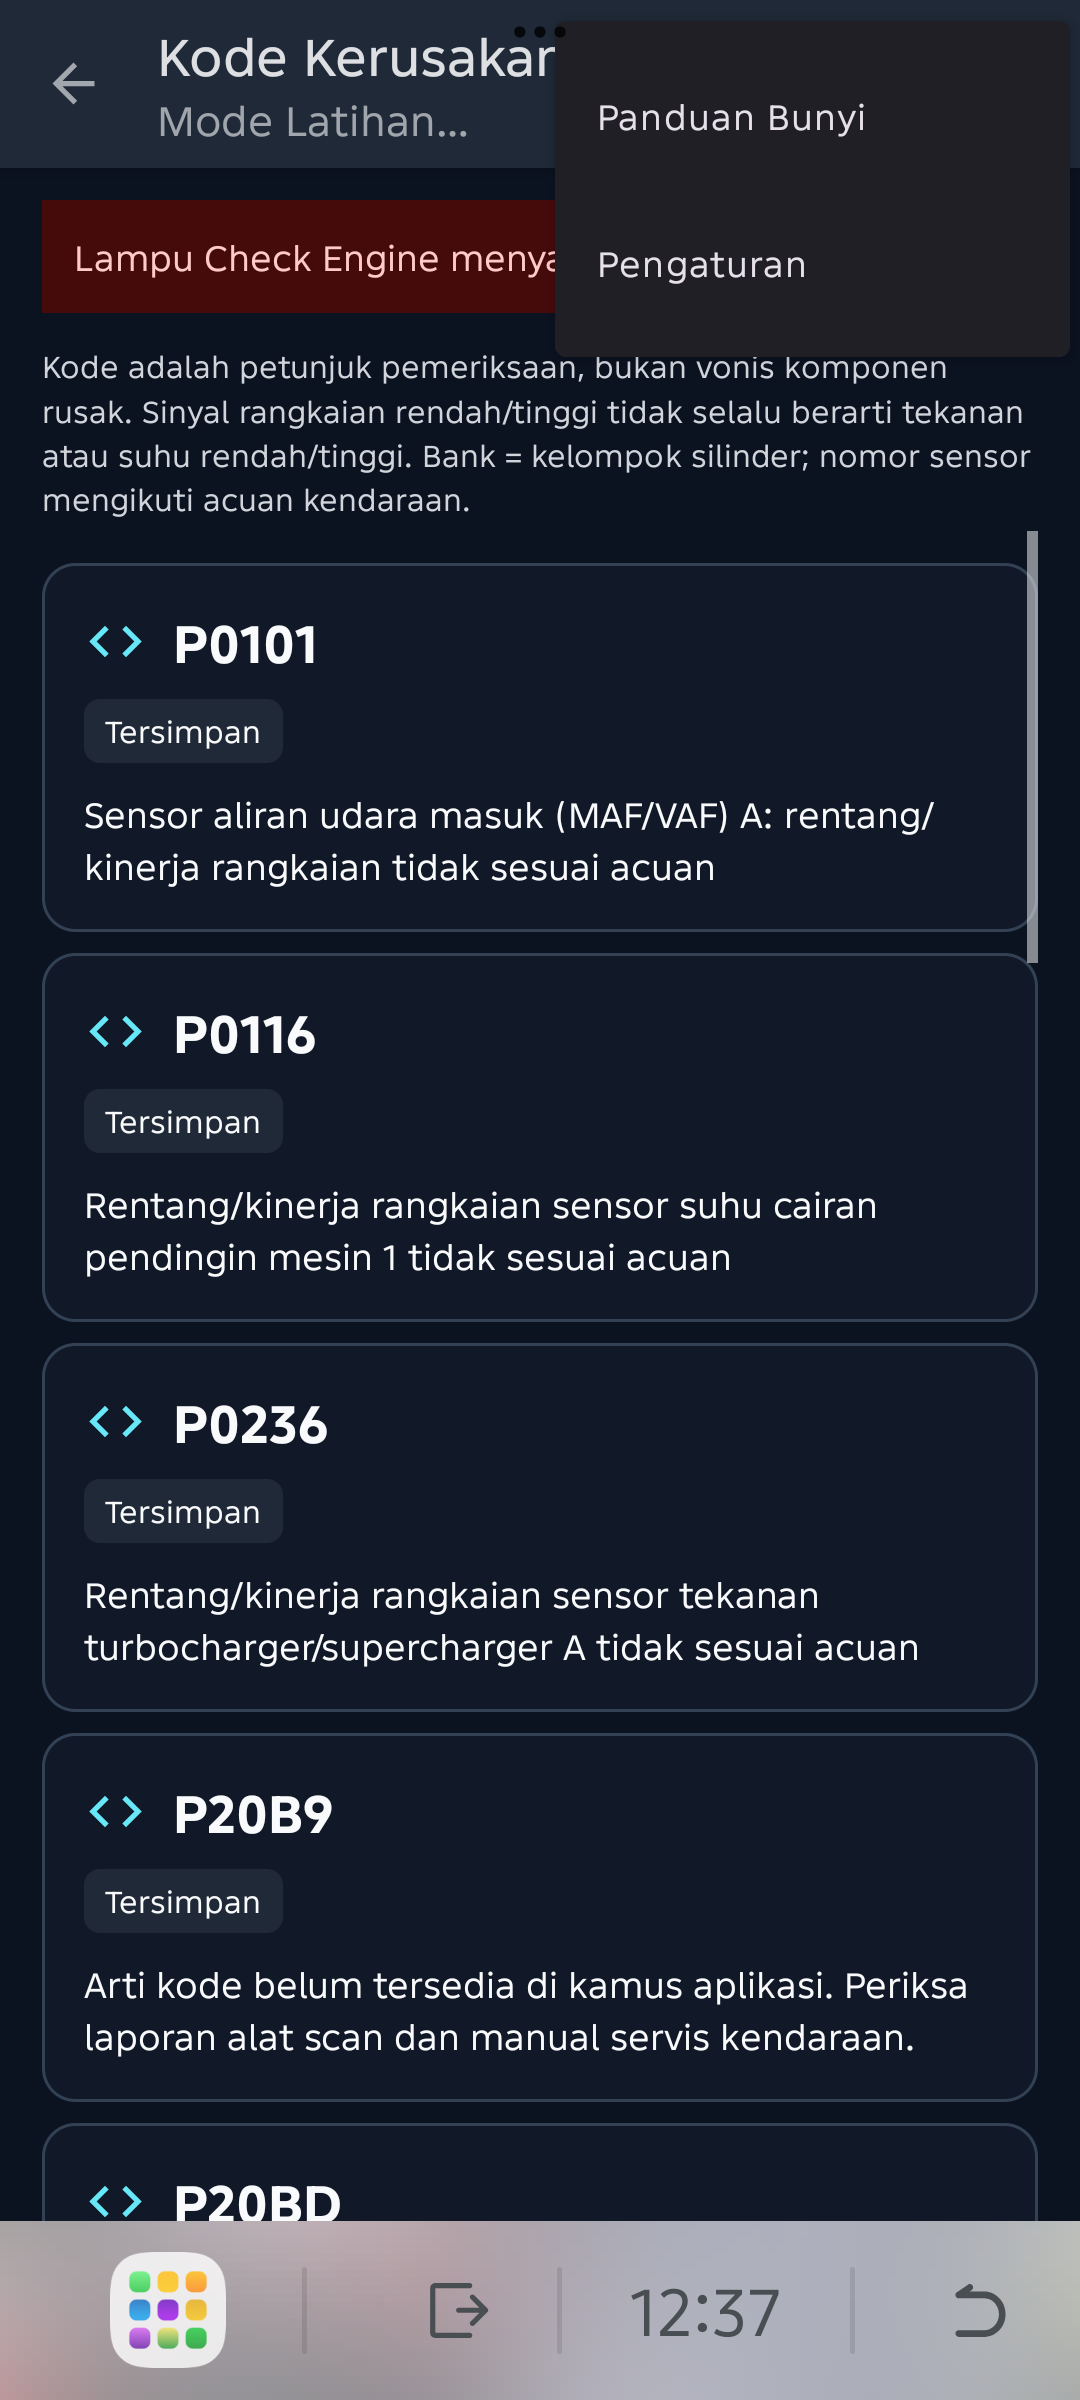 Kode Kerusakan
Mode Latihan...
Panduan Bunyi
Pengaturan
Lampu Check Engine menya
Kode adalah petunjuk pemeriksaan, bukan vonis komponen
rusak. Sinyal rangkaian rendah/tinggi tidak selalu berarti tekanan
atau suhu rendah/tinggi. Bank = kelompok silinder; nomor sensor
mengikuti acuan kendaraan.
P0101
Tersimpan
Sensor aliran udara masuk (MAF/VAF) A: rentang/
kinerja rangkaian tidak sesuai acuan
P0116
Tersimpan
Rentang/kinerja rangkaian sensor suhu cairan
pendingin mesin 1 tidak sesuai acuan
P0236
Tersimpan
Rentang/kinerja rangkaian sensor tekanan
turbocharger/supercharger A tidak sesuai acuan
P20B9
Tersimpan
Arti kode belum tersedia di kamus aplikasi. Periksa
laporan alat scan dan manual servis kendaraan.
P20BD
12:37